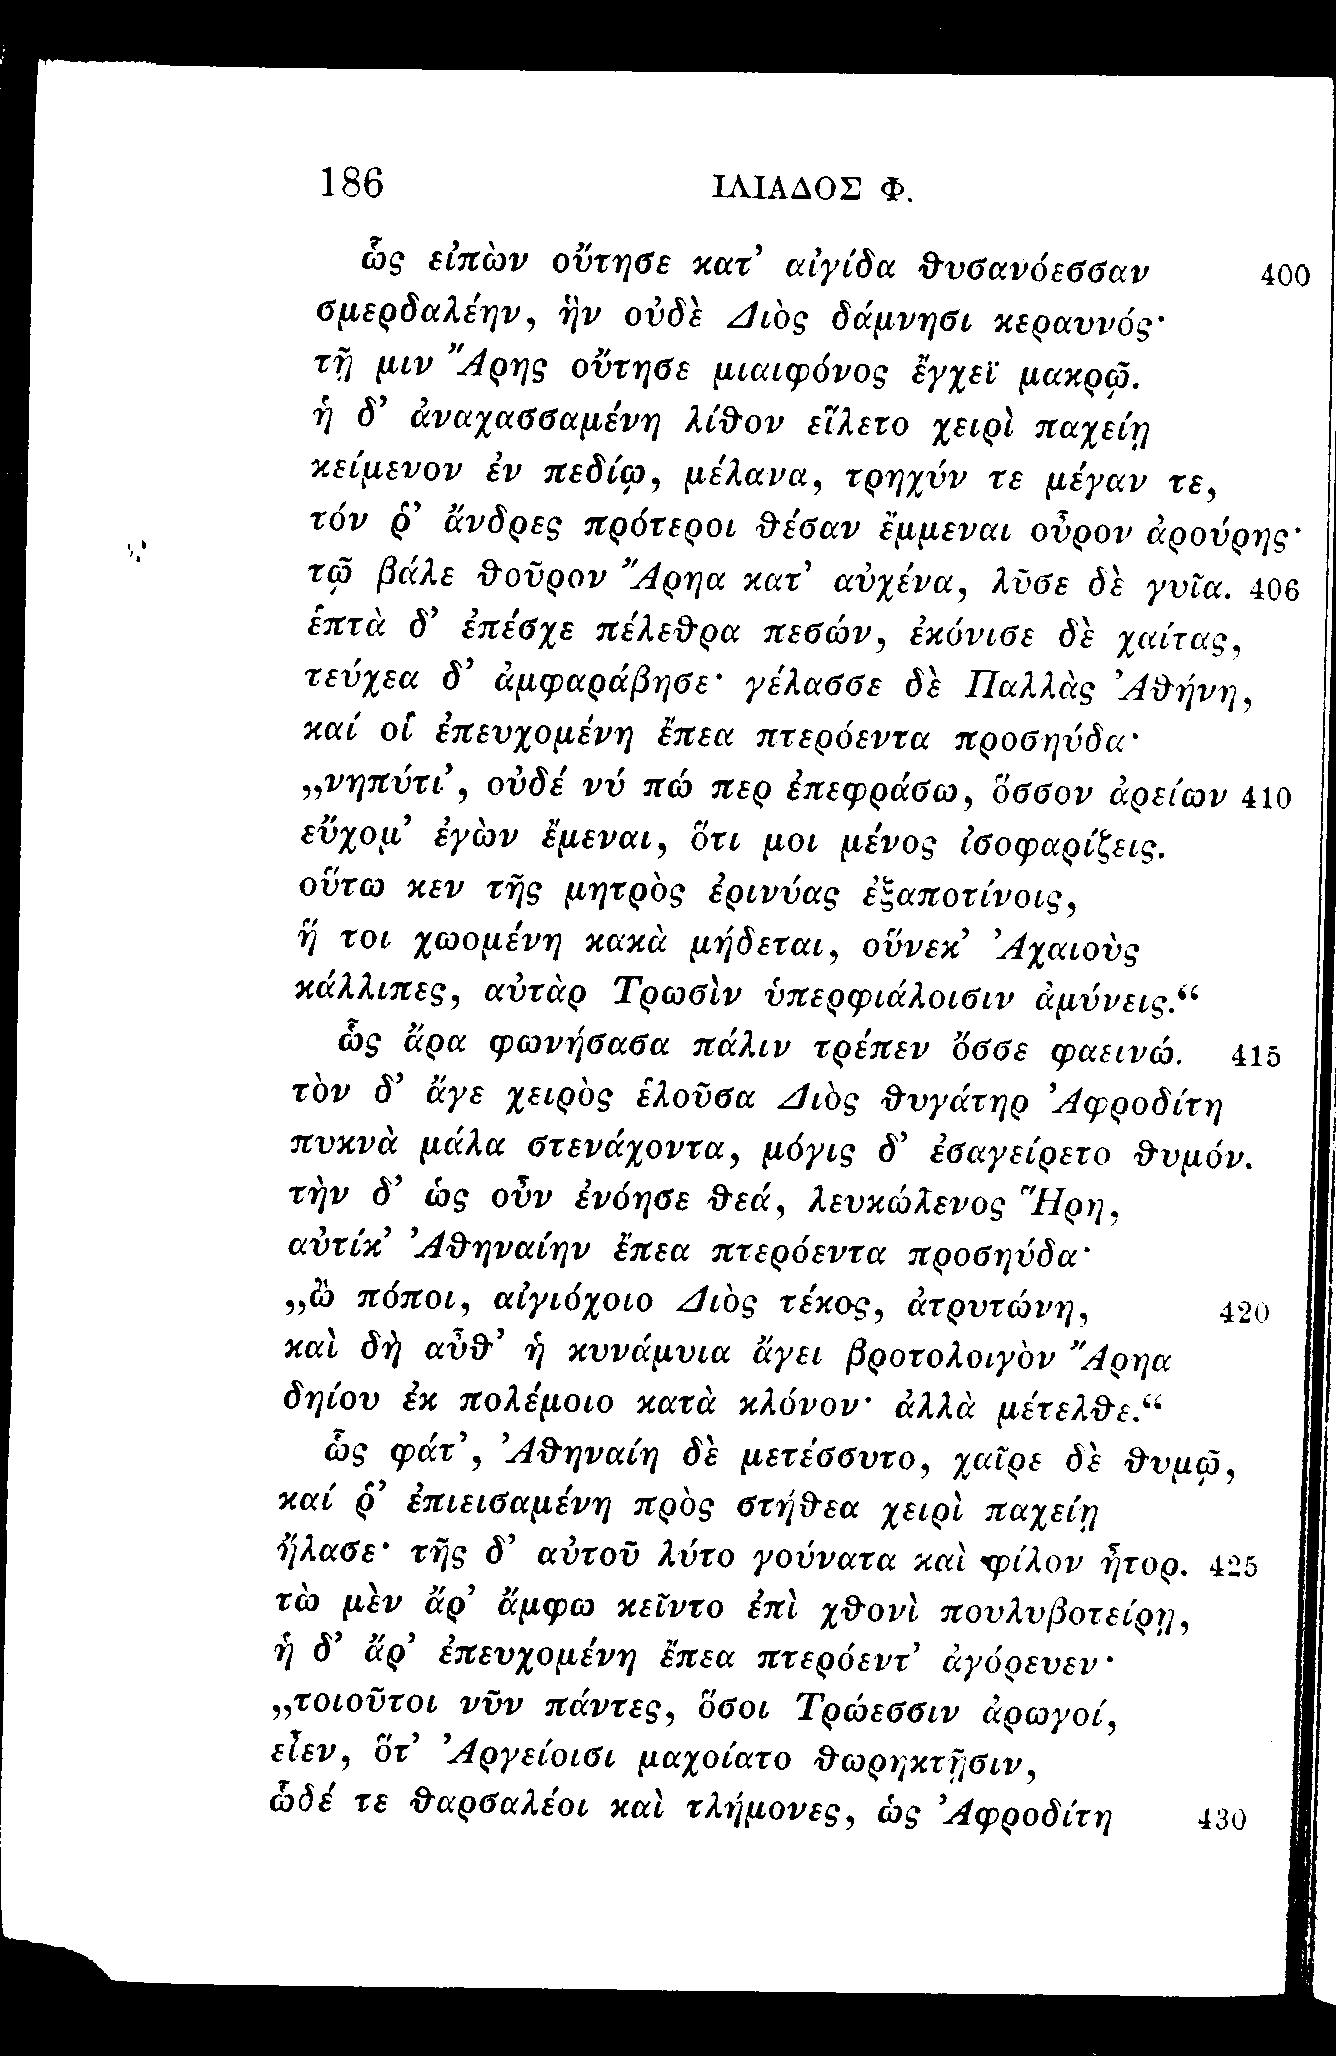 186 ΙΛΙΑΔΟΣ Φ.
ὣς εἰπὼν οὔτησε κατ’ αἰγίδα θυσανόεσσαν 400
σμερδαλέην, ἣν οὐδὲ Διὸς δάμνησι κεραυνός·
τῇ μιν Ἄρης οὔτησε μιαιφόνος ἔγχεϊ μακρῷ.
ἡ δ’ ἀναχασσαμένη λίθον εἵλετο χειρὶ παχείῃ
κείμενον ἐν πεδίῳ, μέλανα, τρηχύν τε μέγαν τε,
τόν ῥ’ ἄνδρες πρότεροι θέσαν ἔμμεναι οὖρον ἀρούρης·
τῷ βάλε θοῦρον Ἄρηα κατ’ αὐχένα, λῦσε δὲ γυῖα. 406
ἑπτὰ δ’ ἐπέσχε πέλεθρα πεσών, ἐκόνισε δὲ χαίτας,
τεύχεα δ’ ἀμφαράβησε· γέλασσε δὲ Παλλὰς Ἀθήνη,
καί οἱ ἐπευχομένη ἔπεα πτερόεντα προσηύδα·
„νηπύτι’, οὐδέ νύ πώ περ ἐπεφράσω, ὅσσον ἀρείων 410
εὔχομ’ ἐγὼν ἔμεναι, ὅτι μοι μένος ἰσοφαρίζεις.
οὕτω κεν τῆς μητρὸς ἐρινύας ἐξαποτίνοις,
ἥ τοι χωομένη κακὰ μήδεται, οὕνεκ’ Ἀχαιοὺς
κάλλιπες, αὐτὰρ Τρωσὶν ὑπερφιάλοισιν ἀμύνεις.“
ὣς ἄρα φωνήσασα πάλιν τρέπεν ὄσσε φαεινώ. 415
τὸν δ’ ἄγε χειρὸς ἑλοῦσα Διὸς θυγάτηρ Ἀφροδίτη
πυκνὰ μάλα στενάχοντα, μόγις δ’ ἐσαγείρετο θυμόν.
τὴν δ’ ὡς οὖν ἐνόησε θεά, λευκώλενος Ἥρη,
αὐτίκ’ Ἀθηναίην ἔπεα πτερόεντα προσηύδα·
„ὢ πόποι, αἰγιόχοιο Διὸς τέκος, ἀτρυτώνη, 420
καὶ δὴ αὖθ’ ἡ κυνάμυια ἄγει βροτολοιγὸν Ἄρηα
δηίου ἐκ πολέμοιο κατὰ κλόνον· ἀλλὰ μέτελθε.“
ὣς φάτ’, Ἀθηναίη δὲ μετέσσυτο, χαῖρε δὲ θυμῷ,
καί ῥ’ ἐπιεισαμένη πρὸς στήθεα χειρὶ παχείῃ
ἤλασε· τῆς δ’ αὐτοῦ λύτο γούνατα καὶ φίλον ἦτορ. 425
τὼ μὲν ἄρ’ ἄμφω κεῖντο ἐπὶ χθονὶ πουλυβοτείρῃ,
ἡ δ’ ἄρ’ ἐπευχομένη ἔπεα πτερόεντ’ ἀγόρευεν·
„τοιοῦτοι νῦν πάντες, ὅσοι Τρώεσσιν ἀρωγοί,
εἶεν, ὅτ’ Ἀργείοισι μαχοίατο θωρηκτῇσιν,
ὧδέ τε θαρσαλέοι καὶ τλήμονες, ὡς Ἀφροδίτη 430